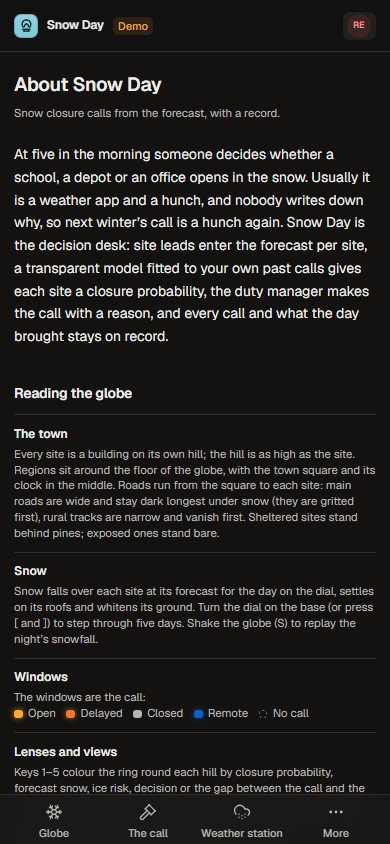 Snow Day Demo RE
About Snow Day
Snow closure calls from the forecast, with a record.
At five in the morning someone decides whether a
school, a depot or an office opens in the snow. Usually it
is a weather app and a hunch, and nobody writes down
why, so next winter’s call is a hunch again. Snow Day is
the decision desk: site leads enter the forecast per site,
a transparent model fitted to your own past calls gives
each site a closure probability, the duty manager makes
the call with a reason, and every call and what the day
brought stays on record.
Reading the globe
The town
Every site is a building on its own hill; the hill is as high as the site.
Regions sit around the floor of the globe, with the town square and its
clock in the middle. Roads run from the square to each site: main
roads are wide and stay dark longest under snow (they are gritted
first), rural tracks are narrow and vanish first. Sheltered sites stand
behind pines; exposed ones stand bare.
Snow
Snow falls over each site at its forecast for the day on the dial, settles
on its roofs and whitens its ground. Turn the dial on the base (or press
[ and ]) to step through five days. Shake the globe (S) to replay the
night’s snowfall.
Windows
The windows are the call:
Open Delayed Closed Remote No call
Lenses and views
Keys 1–5 colour the ring round each hill by closure probability,
forecast snow, ice risk, decision or the gap between the call and the
Globe The call Weather station More